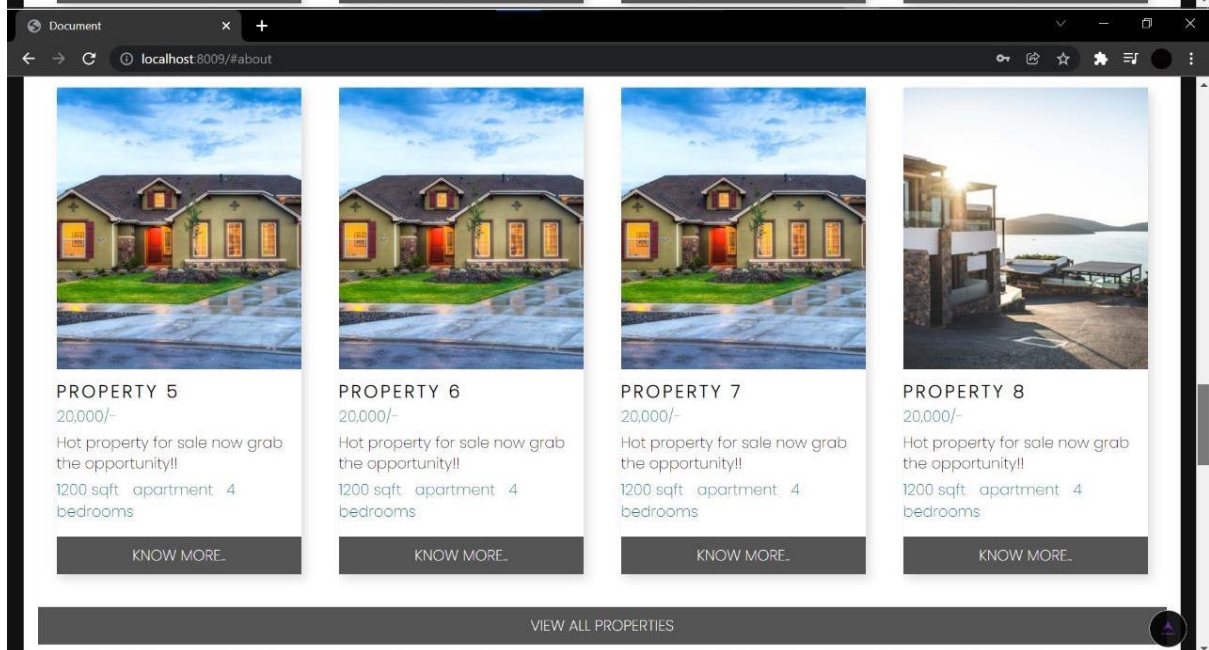 Document
localhost:8009/#about
PROPERTY 5
20,000/-
Hot property for sale now grab
the opportunity!!
1200 sqft apartment 4
bedrooms
KNOW MORE..
PROPERTY 6
20,000/-
Hot property for sale now grab
the opportunity!!
1200 sqft apartment 4
bedrooms
KNOW MORE..
PROPERTY 7
20,000/-
Hot property for sale now grab
the opportunity!!
1200 sqft apartment 4
bedrooms
KNOW MORE..
PROPERTY 8
20,000/-
Hot property for sale now grab
the opportunity!!
1200 sqft apartment 4
bedrooms
KNOW MORE..
VIEW ALL PROPERTIES